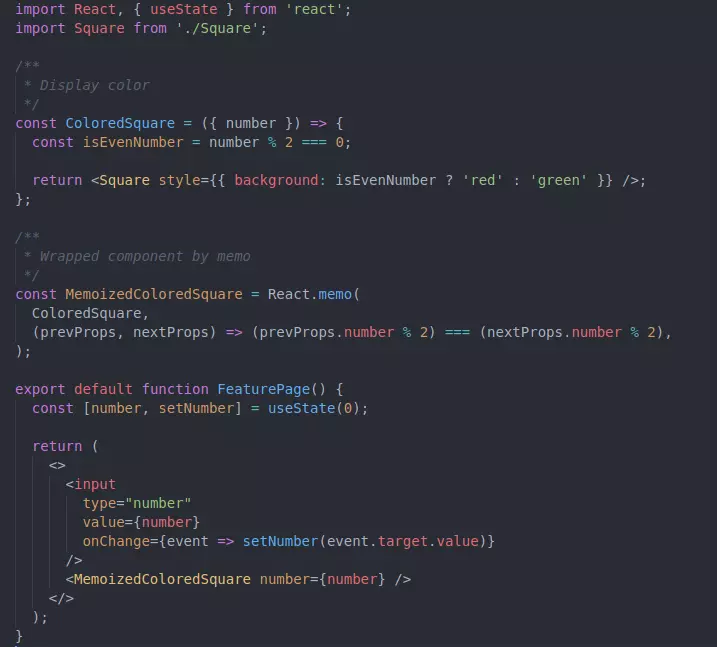 import React, { useState } from 'react';
import Square from './Square';

/**
 * Display color
 */
const ColoredSquare = ({ number }) => {
  const isEvenNumber = number % 2 === 0;

  return <Square style={{ background: isEvenNumber ? 'red' : 'green' }} />;
};

/**
 * Wrapped component by memo
 */
const MemoizedColoredSquare = React.memo(
  ColoredSquare,
  (prevProps, nextProps) => (prevProps.number % 2) === (nextProps.number % 2),
);

export default function FeaturePage() {
  const [number, setNumber] = useState(0);

  return (
    <>
      <input
        type="number"
        value={number}
        onChange={event => setNumber(event.target.value)}
      />
      <MemoizedColoredSquare number={number} />
    </>
  );
}